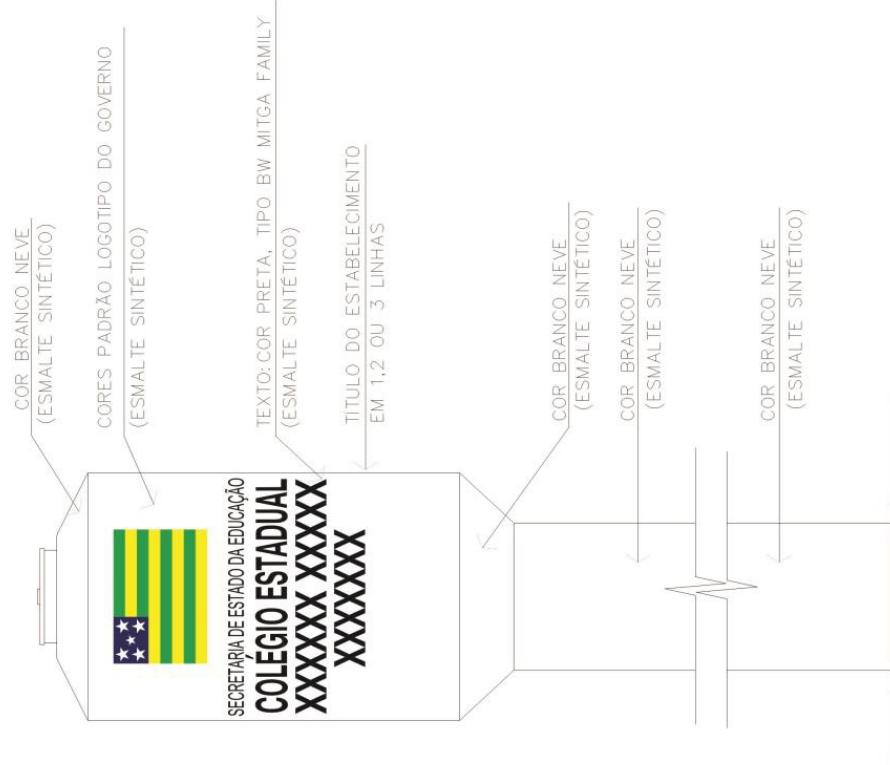 COR BRANCO NEVE
(ESMALTE SINTÉTICO)
CORES PADRÃO LOGOTIPO DO GOVERNO
(ESMALTE SINTÉTICO)
TEXTO: COR PRETA, TIPO BW MITGA FAMILY
(ESMALTE SINTÉTICO)
TÍTULO DO ESTABELECIMENTO
EM 1,2 OU 3 LINHAS
COR BRANCO NEVE
(ESMALTE SINTÉTICO)
COR BRANCO NEVE
(ESMALTE SINTÉTICO)
COR BRANCO NEVE
(ESMALTE SINTÉTICO)
SECRETARIA DE ESTADO DA EDUCAÇÃO
COLÉGIO ESTADUAL
XXXXXX XXXXX
XXXXXXX